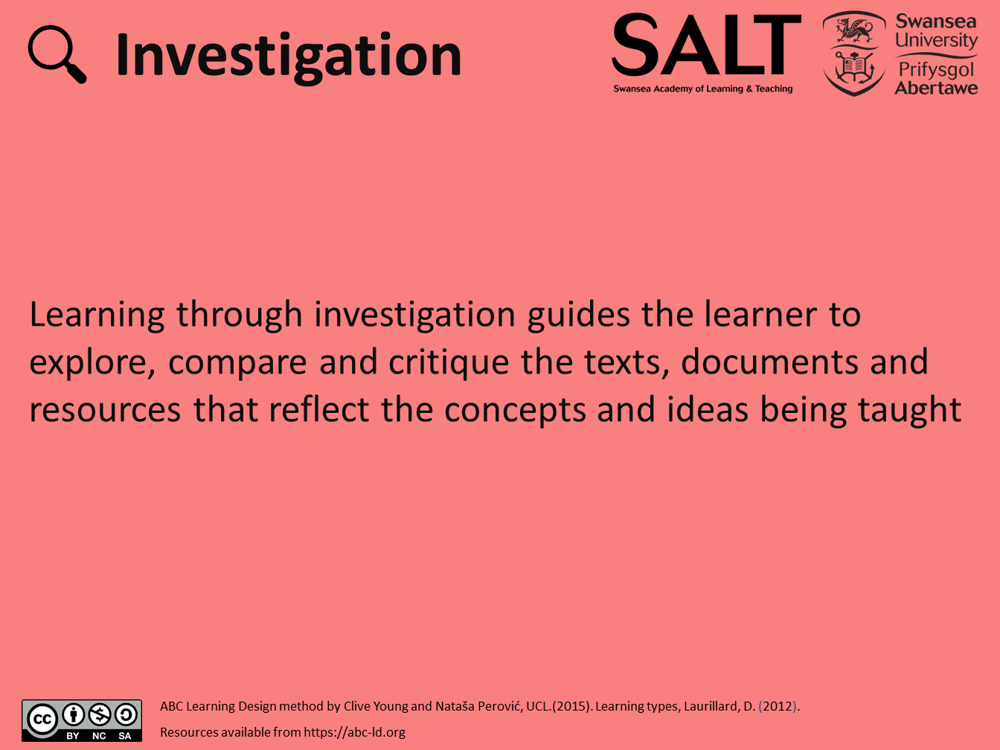 Investigation
SALT
Swansea Academy of Learning & Teaching
Swansea
University
Prifysgol
Abertawe
Learning through investigation guides the learner to
explore, compare and critique the texts, documents and
resources that reflect the concepts and ideas being taught
cc
BY NC SA
ABC Learning Design method by Clive Young and Nataša Perović, UCL.(2015). Learning types, Laurillard, D. (2012).
Resources available from https://abc-ld.org